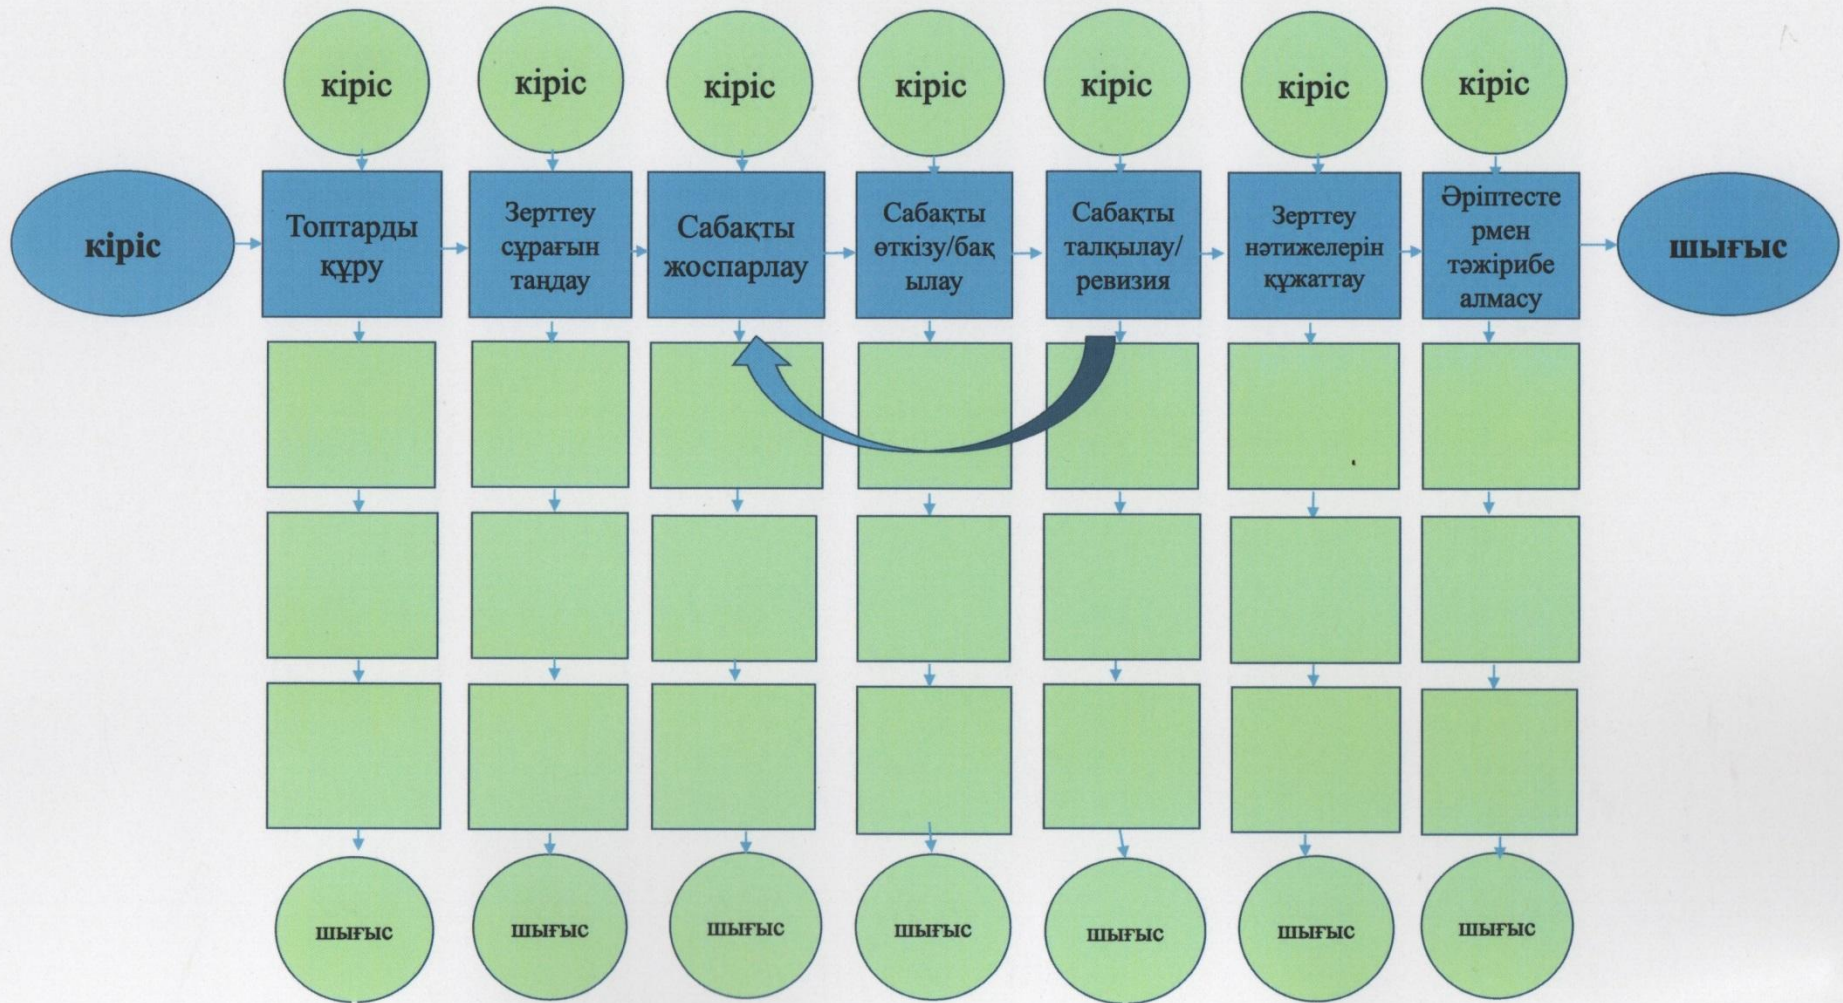 кіріс
кіріс
кіріс
кіріс
кіріс
кіріс
кіріс
кіріс
Топтарды
құру
Зерттеу
сұрағын
таңдау
Сабақты
жоспарлау
Сабақты
өткізу/бақ
ылау
Сабақты
талқылау/
ревизия
Зерттеу
нәтижелерін
құжаттау
Әріптесте
рмен
тәжірибе
алмасу
шығыс
шығыс
шығыс
шығыс
шығыс
шығыс
шығыс
шығыс